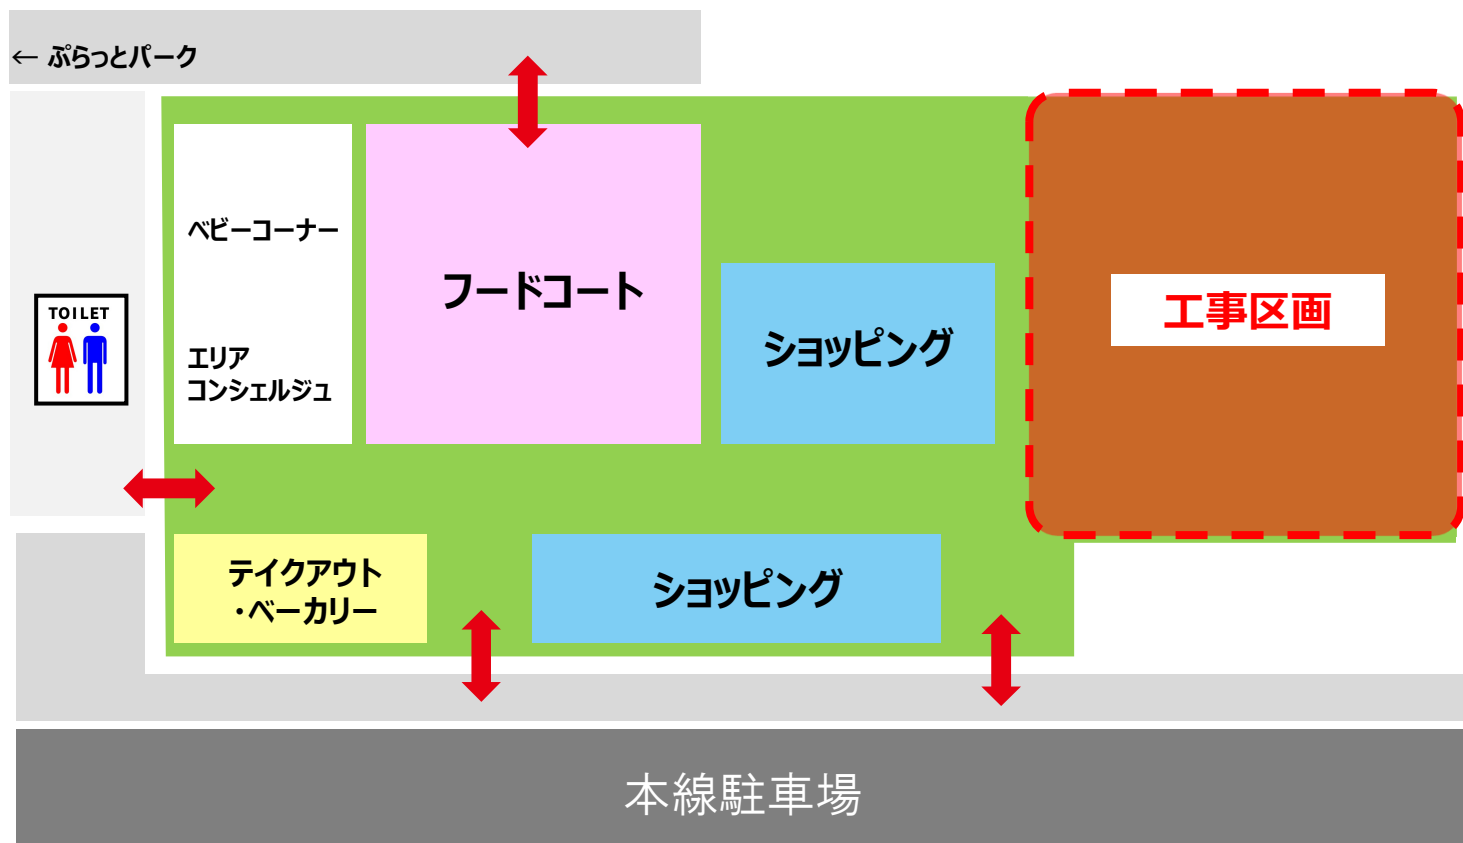 ← ぷらっとパーク
ベビーコーナー
フードコート
工事区画
TOILET
ショッピング
エリア
コンシェルジュ
テイクアウト
・ベーカリー
ショッピング
本線駐車場